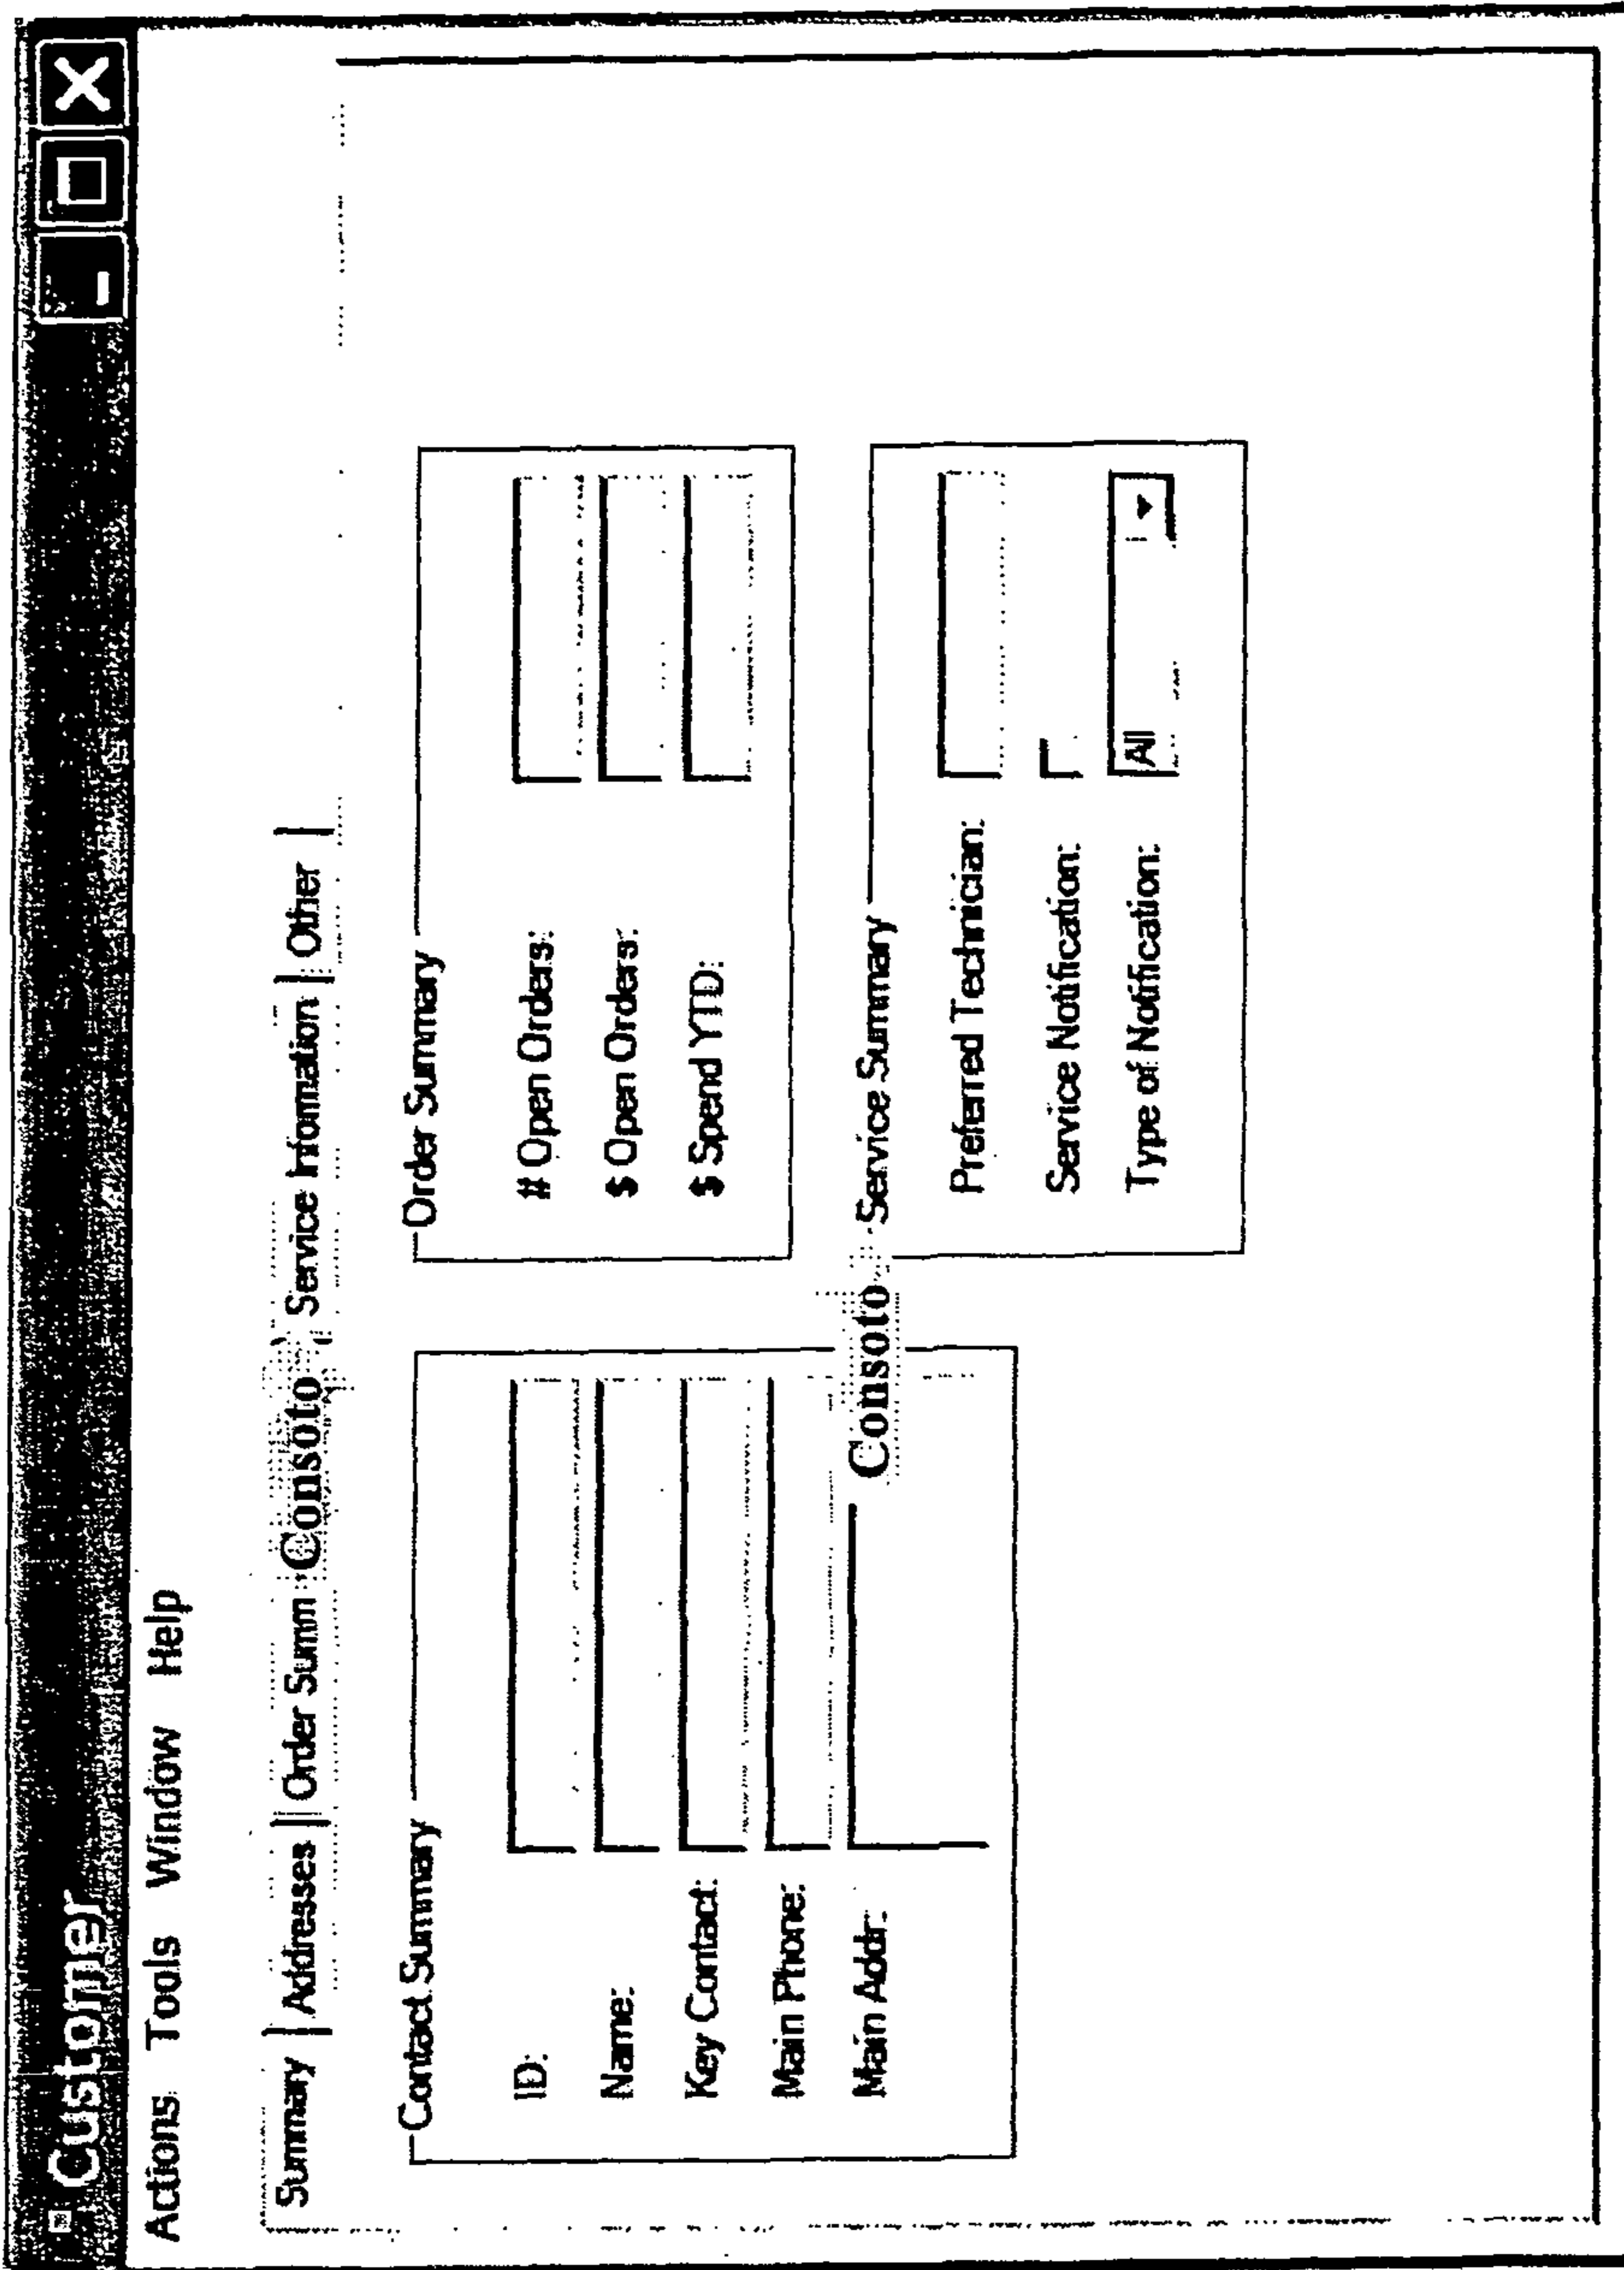 Customer
Actions Tools Window Help
Summary Addresses Order Summ Consoto Service Information Other
Contact Summary
ID:
Name:
Key Contact:
Main Phone:
Main Addr:
Consoto
Order Summary
# Open Orders:
$ Open Orders:
$ Spend YTD:
Service Summary
Preferred Technician:
Service Notification:
Type of Notification: All